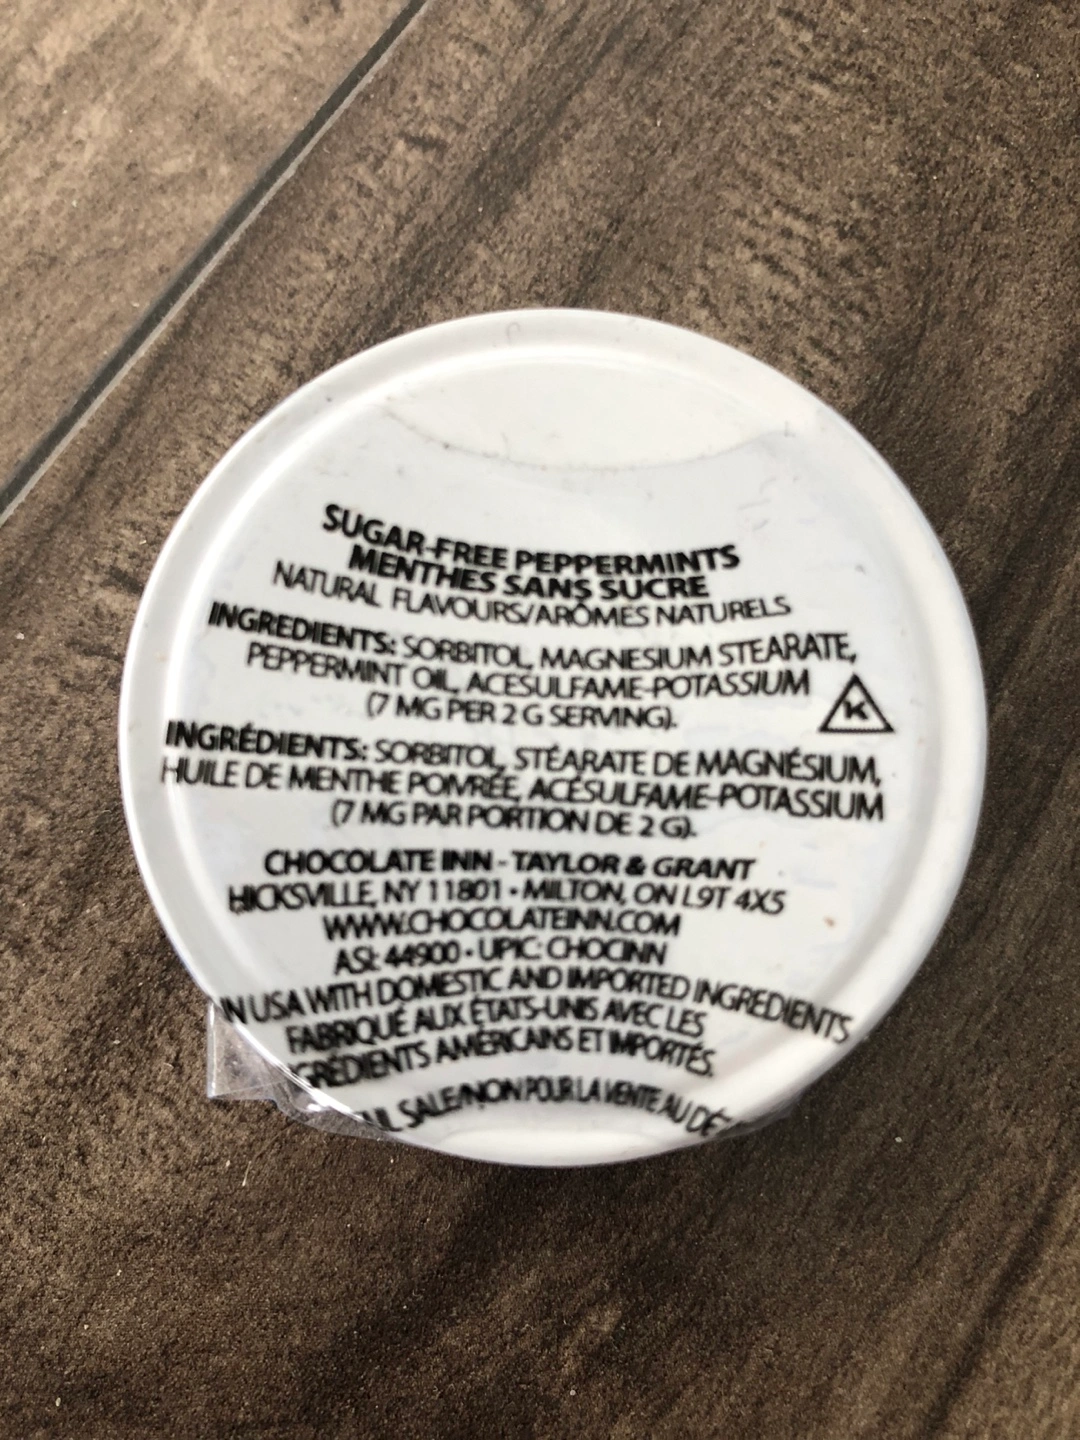 SUGAR-FREE PEPPERMINTS
MENTHES SANS SUCRE
NATURAL FLAVOURS/ARÔMES NATURELS
INGREDIENTS: SORBITOL, MAGNESIUM STEARATE,
PEPPERMINT OIL, ACESULFAME-POTASSIUM
(7 MG PER 2 G SERVING).
K
INGRÉDIENTS: SORBITOL, STÉARATE DE MAGNÉSIUM,
HUILE DE MENTHE POIVRÉE, ACÉSULFAME-POTASSIUM
(7 MG PAR PORTION DE 2 G).
CHOCOLATE INN - TAYLOR & GRANT
HICKSVILLE, NY 11801 • MILTON, ON L9T 4X5
WWW.CHOCOLATEINN.COM
ASI: 44900 • UPIC: CHOCINN
IN USA WITH DOMESTIC AND IMPORTED INGREDIENTS
FABRIQUÉ AUX ÉTATS-UNIS AVEC LES
GRÉDIENTS AMÉRICAINS ET IMPORTÉS.
SALE/NON POUR LA VENTE AU